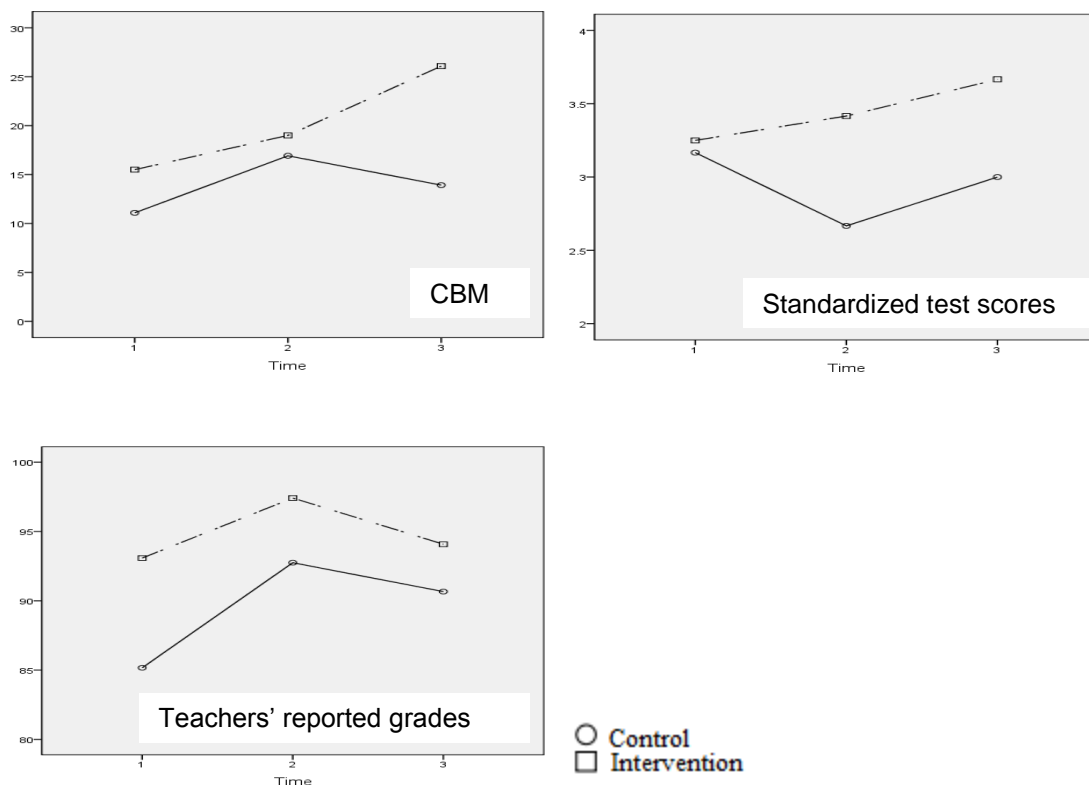 30
25
20
15
10
5
0
1 2 3
Time
CBM
4
3.5
3
2.5
2
1 2 3
Time
Standardized test scores
100
95
90
85
80
1 2 3
Time
Teachers' reported grades
Control
Intervention